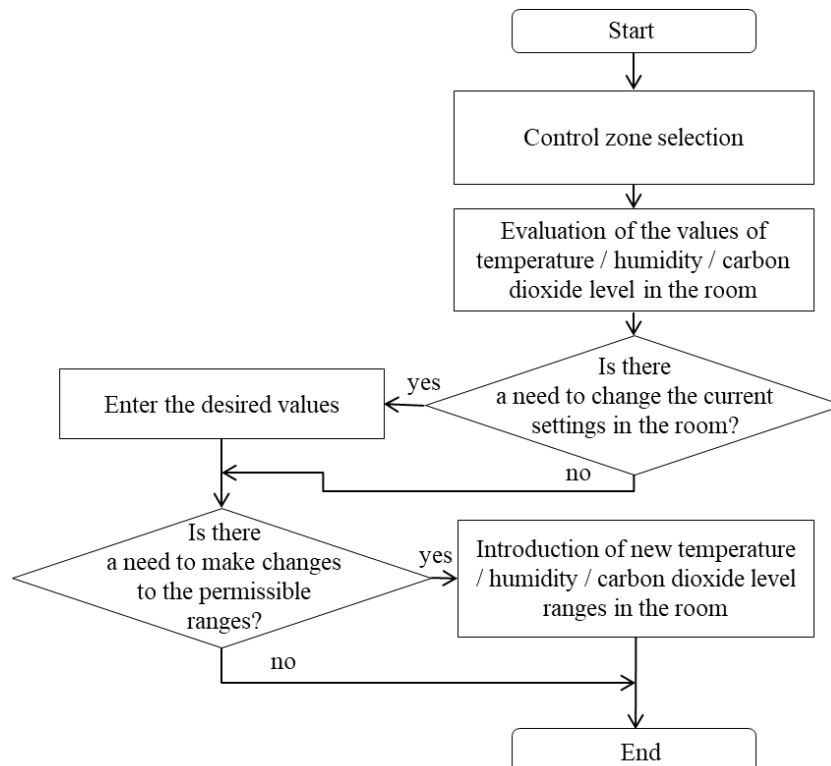 Start
Control zone selection
Evaluation of the values of
temperature / humidity / carbon
dioxide level in the room
Is there
a need to change the current
settings in the room?
yes
Enter the desired values
no
Is there
a need to make changes
to the permissible
ranges?
yes
Introduction of new temperature
/ humidity / carbon dioxide level
ranges in the room
no
End